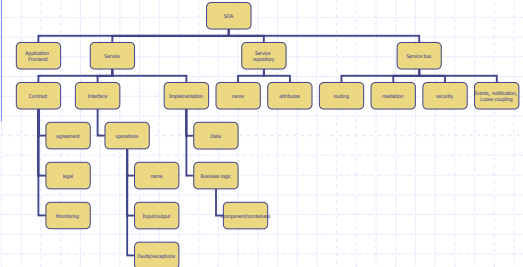 SOA
Application
Frontend
Service
Service
repository
Service bus
Contract
Interface
Implementation
name
attributes
routing
mediation
security
Events, notification,
Loose coupling
agreement
operations
Data
legal
name
Business logic
Monitoring
Input/output
component/containers
Faults/exceptions